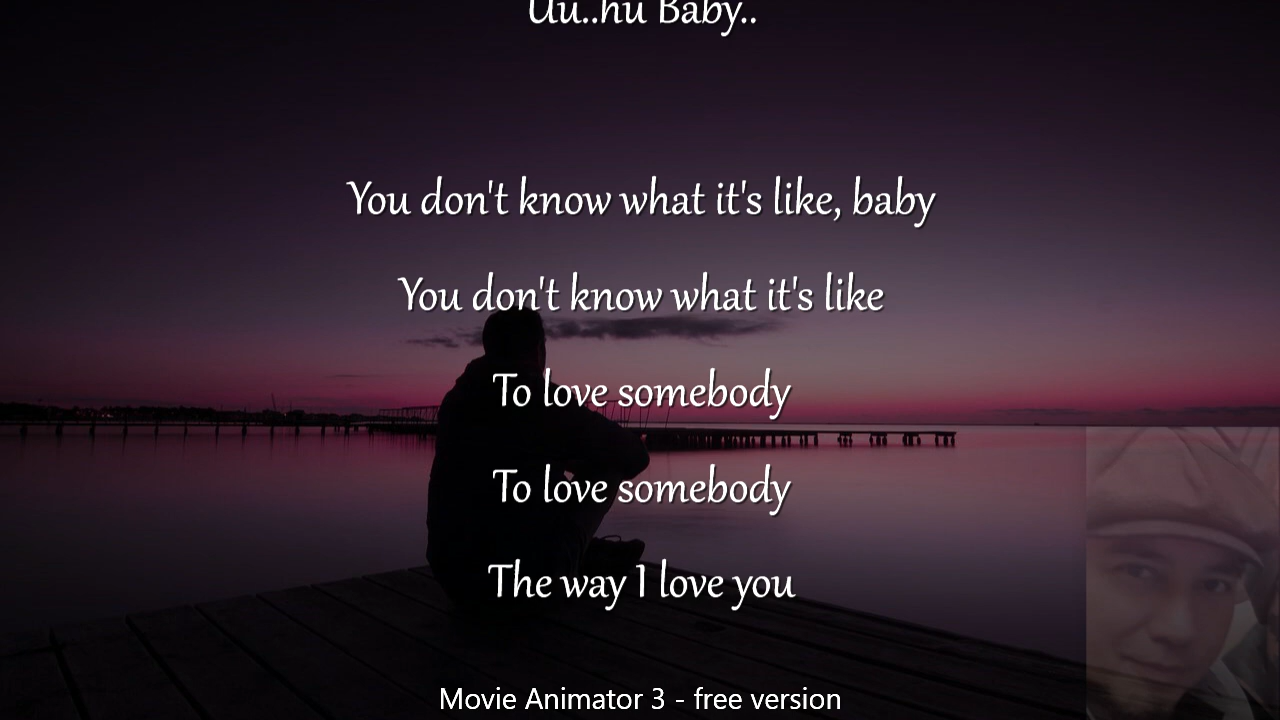 Uu..hu Baby..
You don't know what it's like, baby
You don't know what it's like
To love somebody
To love somebody
The way I love you
Movie Animator 3 - free version